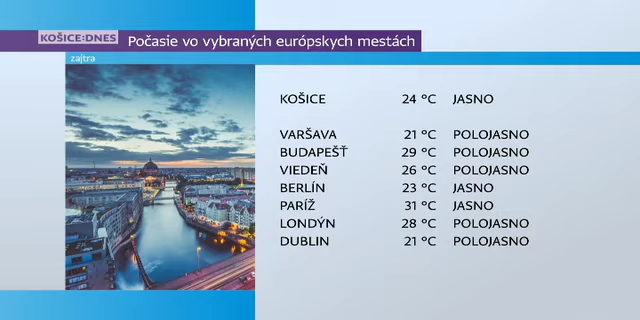 KOŠICE:DNES
Počasie vo vybraných európskych mestách
zajtra
KOŠICE 24 °C JASNO
VARŠAVA 21 °C POLOJASNO
BUDAPEŠŤ 29 °C POLOJASNO
VIEDEŇ 26 °C POLOJASNO
BERLÍN 23 °C JASNO
PARÍŽ 31 °C JASNO
LONDÝN 28 °C POLOJASNO
DUBLIN 21 °C POLOJASNO